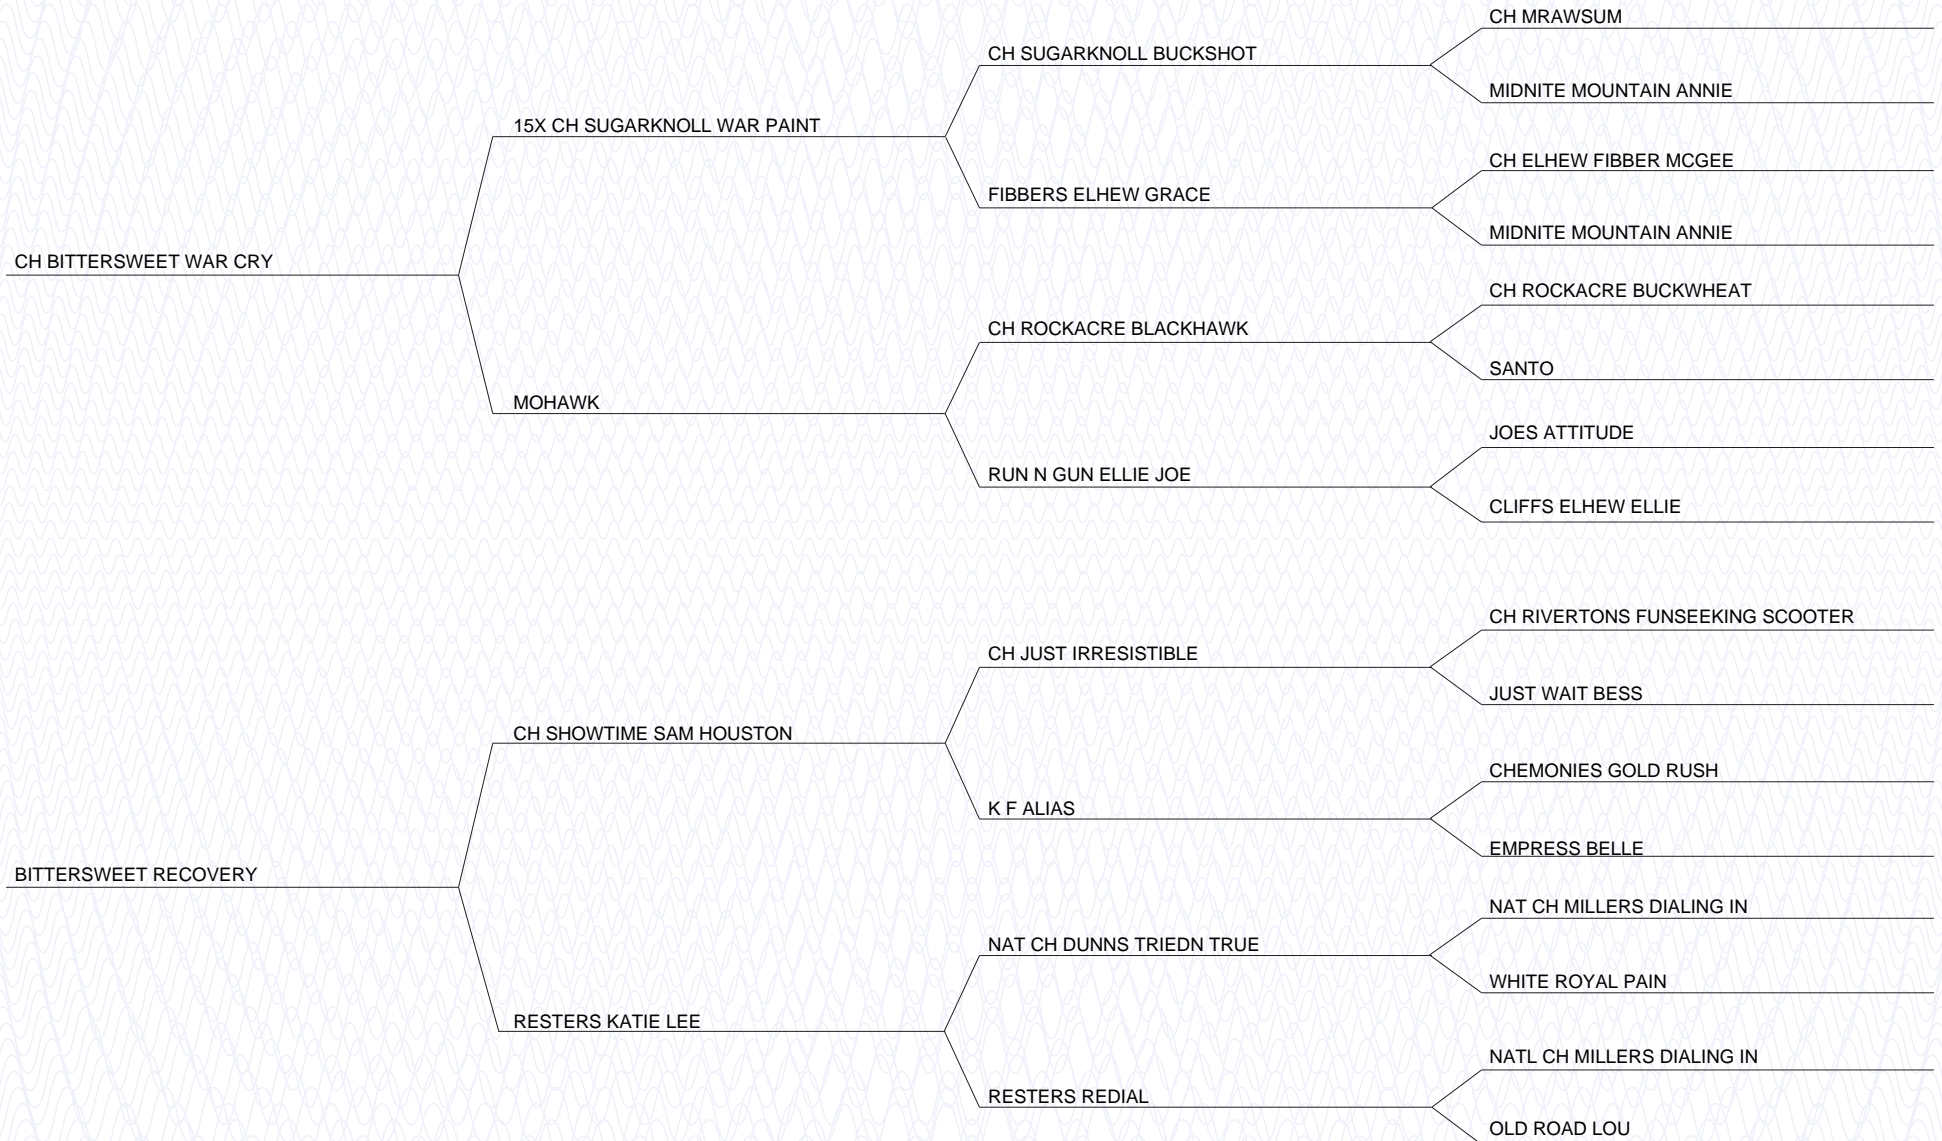 CH MRAWSUM
CH SUGARKNOLL BUCKSHOT
MIDNITE MOUNTAIN ANNIE
15X CH SUGARKNOLL WAR PAINT
CH ELHEW FIBBER MCGEE
FIBBERS ELHEW GRACE
MIDNITE MOUNTAIN ANNIE
CH BITTERSWEET WAR CRY
CH ROCKACRE BUCKWHEAT
CH ROCKACRE BLACKHAWK
SANTO
MOHAWK
JOES ATTITUDE
RUN N GUN ELLIE JOE
CLIFFS ELHEW ELLIE
CH RIVERTONS FUNSEEKING SCOOTER
CH JUST IRRESISTIBLE
JUST WAIT BESS
CH SHOWTIME SAM HOUSTON
CHEMONIES GOLD RUSH
K F ALIAS
EMPRESS BELLE
BITTERSWEET RECOVERY
NAT CH MILLERS DIALING IN
NAT CH DUNNS TRIEDN TRUE
WHITE ROYAL PAIN
RESTERS KATIE LEE
NATL CH MILLERS DIALING IN
RESTERS REDIAL
OLD ROAD LOU